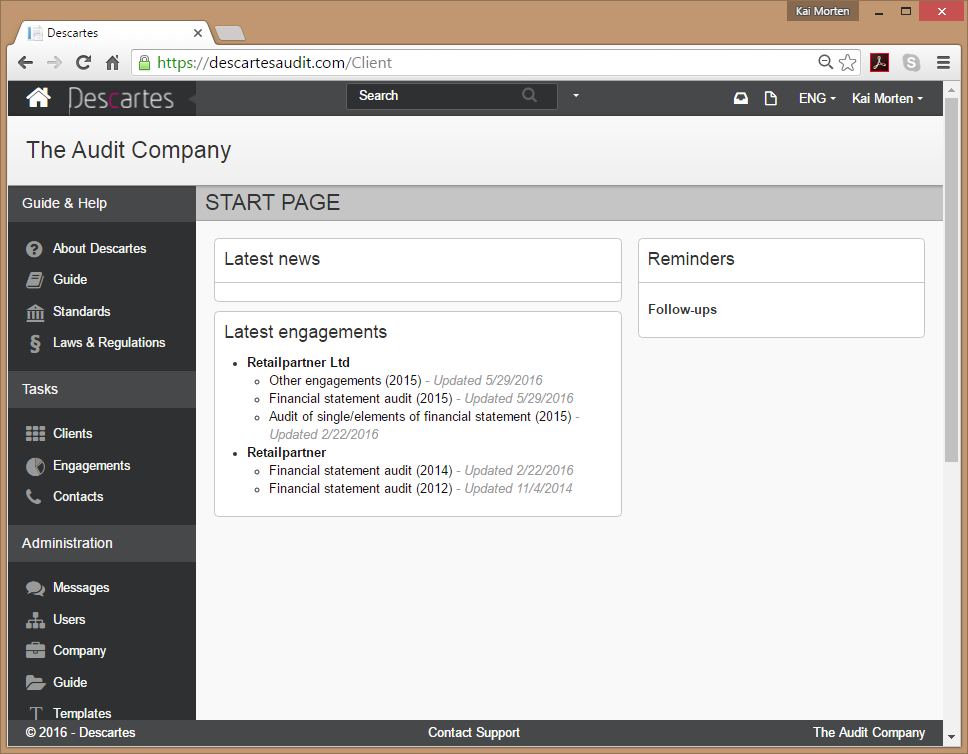 Kai Morten
Descartes
https://descartesaudit.com/Client
Descartes
Search
ENG
Kai Morten
The Audit Company
Guide & Help
About Descartes
Guide
Standards
§ Laws & Regulations
Tasks
Clients
Engagements
Contacts
Administration
Messages
Users
Company
Guide
Templates
START PAGE
Latest news
Latest engagements
Retailpartner Ltd
Other engagements (2015) - Updated 5/29/2016
Financial statement audit (2015) - Updated 5/29/2016
Audit of single/elements of financial statement (2015) -
Updated 2/22/2016
Retailpartner
Financial statement audit (2014) - Updated 2/22/2016
Financial statement audit (2012) - Updated 11/4/2014
Reminders
Follow-ups
© 2016 - Descartes
Contact Support
The Audit Company